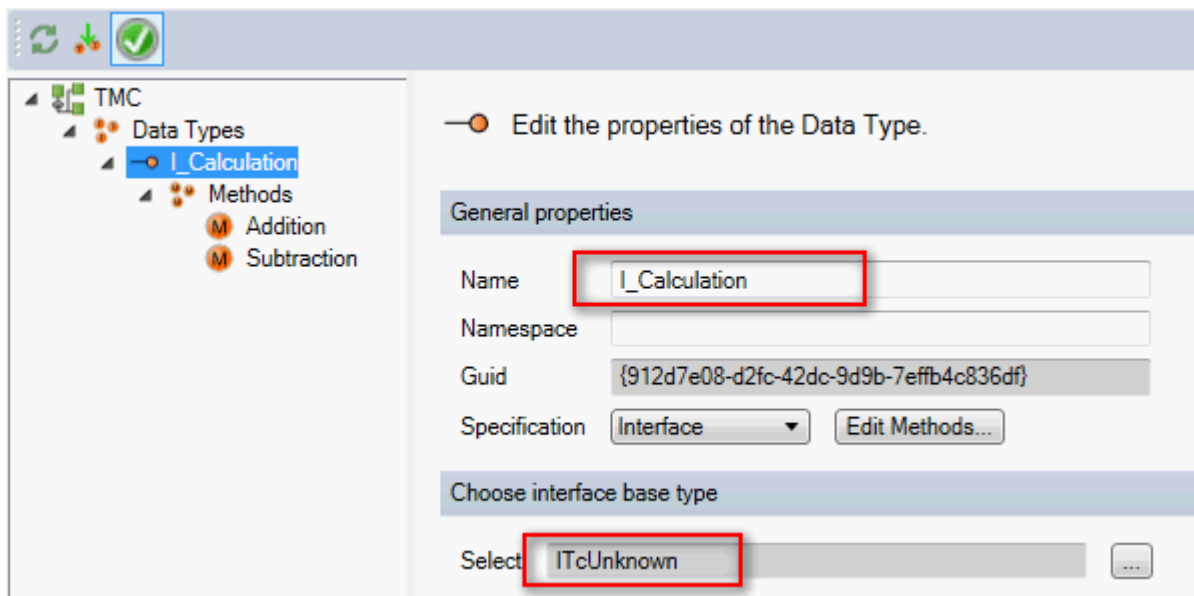 TMC
Data Types
I_Calculation
Methods
M Addition
M Subtraction
Edit the properties of the Data Type.
General properties
Name I_Calculation
Namespace
Guid {912d7e08-d2fc-42dc-9d9b-7effb4c836df}
Specification Interface Edit Methods...
Choose interface base type
Select ITcUnknown ...